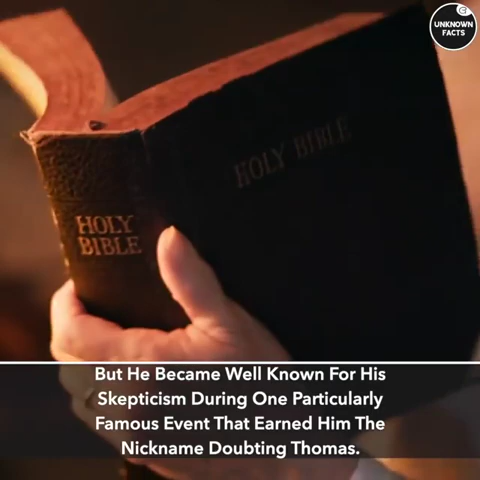 UNKNOWN
FACTS
HOLY BIBLE
HOLY
BIBLE
But He Became Well Known For His
Skepticism During One Particularly
Famous Event That Earned Him The
Nickname Doubting Thomas.